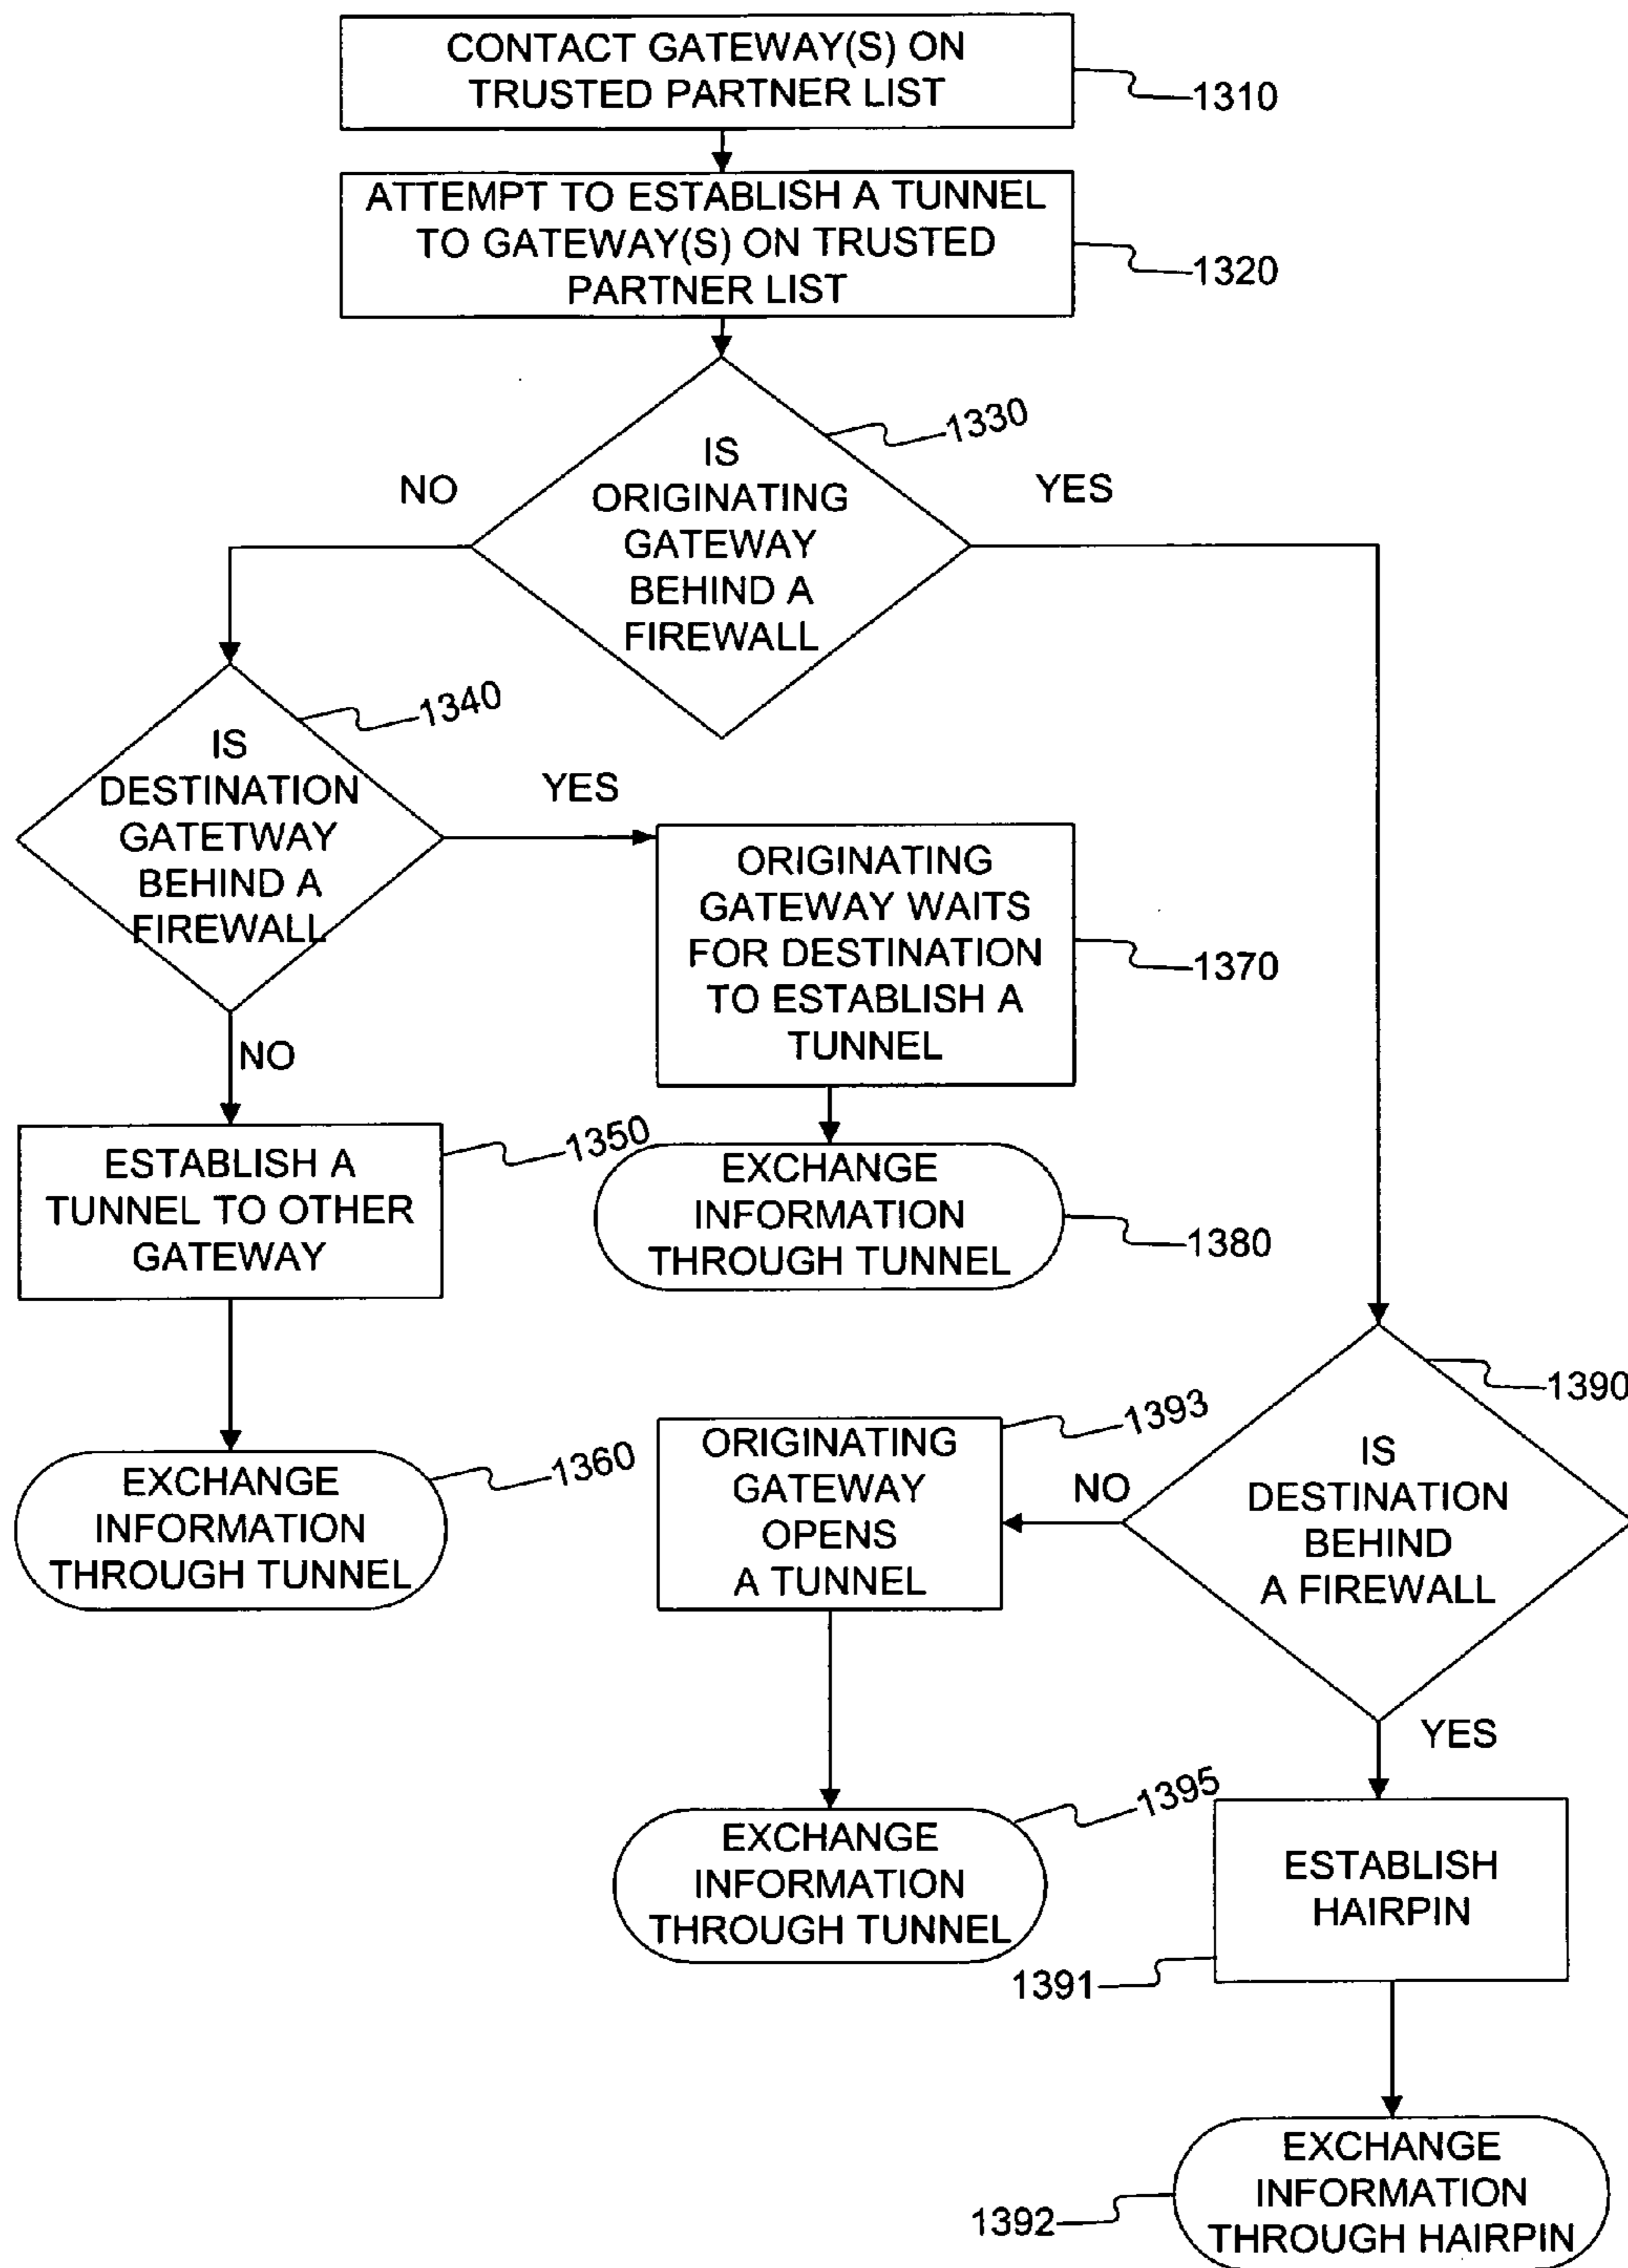 CONTACT GATEWAY(S) ON
TRUSTED PARTNER LIST
1310
ATTEMPT TO ESTABLISH A TUNNEL
TO GATEWAY(S) ON TRUSTED
PARTNER LIST
1320
1330
IS
ORIGINATING
GATEWAY
BEHIND A
FIREWALL
NO
YES
1340
IS
DESTINATION
GATETWAY
BEHIND A
FIREWALL
YES
NO
ORIGINATING
GATEWAY WAITS
FOR DESTINATION
TO ESTABLISH A
TUNNEL
1370
ESTABLISH A
TUNNEL TO OTHER
GATEWAY
1350
EXCHANGE
INFORMATION
THROUGH TUNNEL
1380
EXCHANGE
INFORMATION
THROUGH TUNNEL
1360
1390
IS
DESTINATION
BEHIND
A FIREWALL
NO
YES
ORIGINATING
GATEWAY
OPENS
A TUNNEL
1393
EXCHANGE
INFORMATION
THROUGH TUNNEL
1395
ESTABLISH
HAIRPIN
1391
EXCHANGE
INFORMATION
THROUGH HAIRPIN
1392